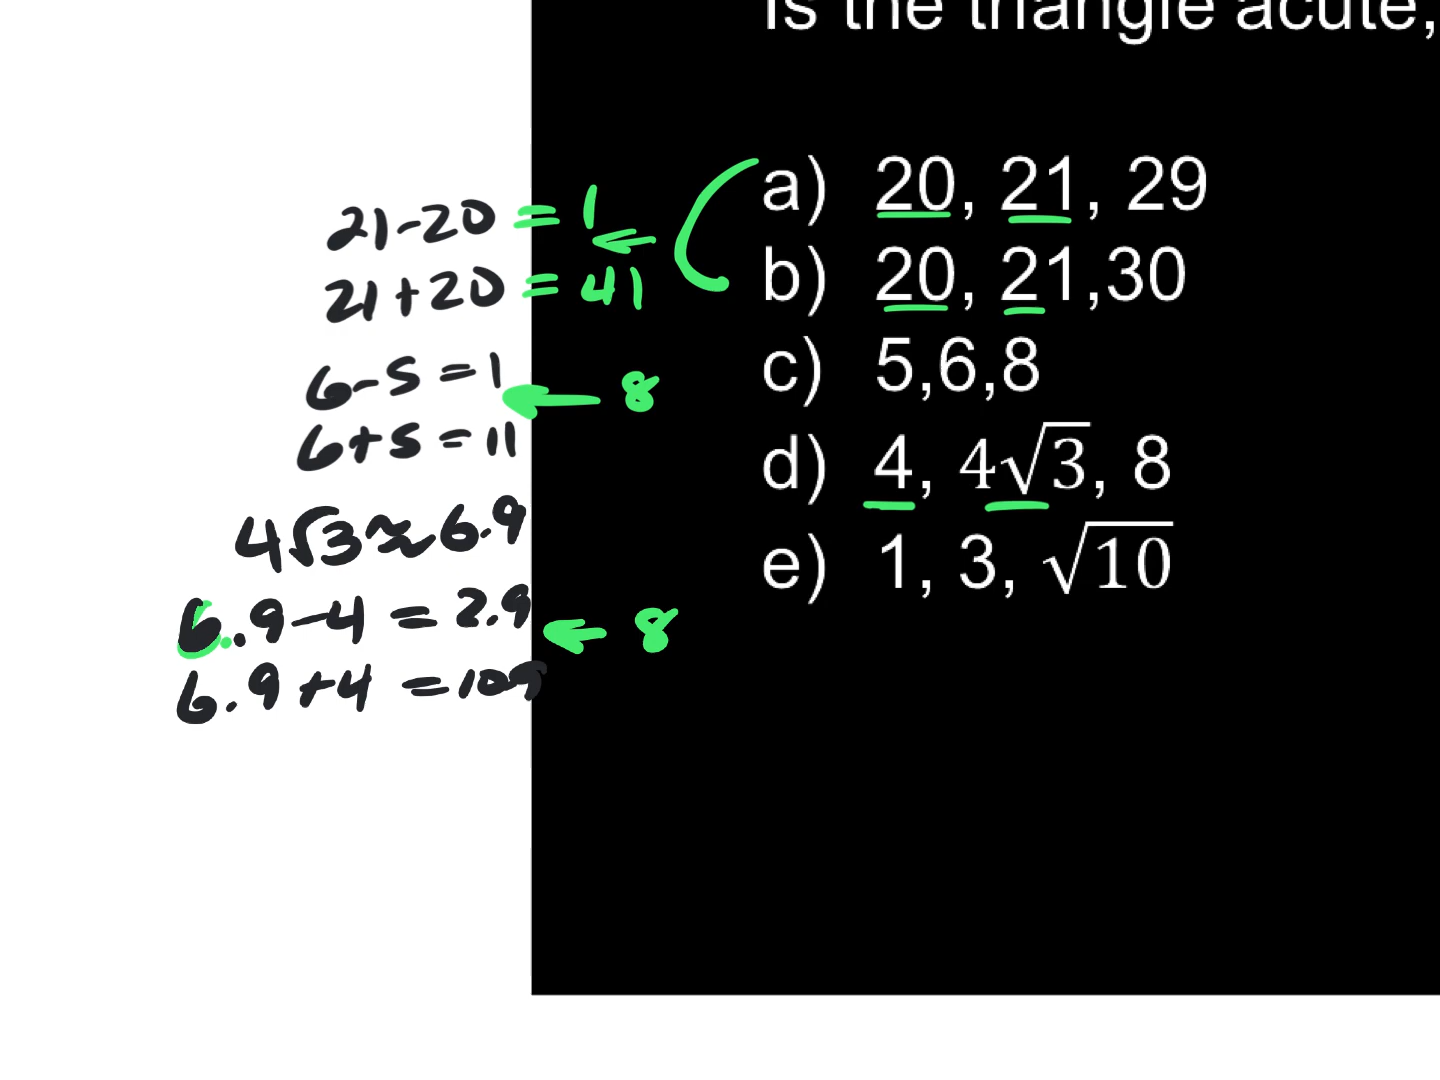 is the triangle acute,
21-20 = 1
21+20 = 41
6-5 = 1
8
6+5 = 11
4√3 ≈ 6.9
6..9-4 = 2.9
8
6.9+4 = 109
a) 20, 21, 29
b) 20, 21,30
c) 5,6,8
d) 4, 4√3, 8
e) 1, 3, √10